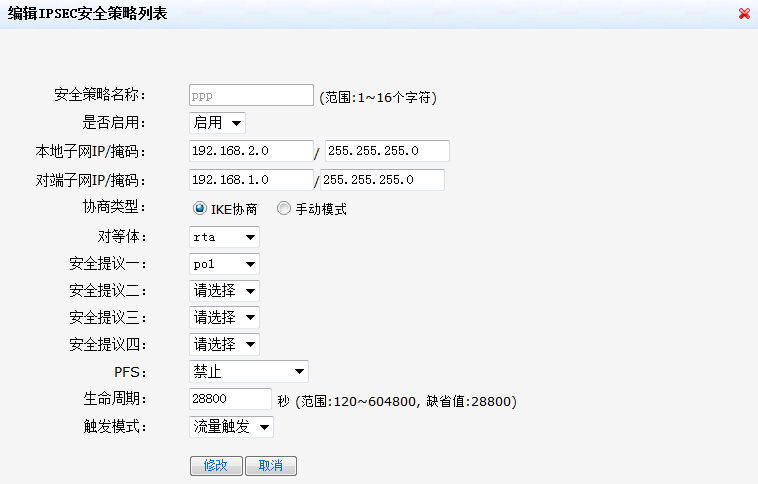 编辑IPSEC安全策略列表
安全策略名称： ppp (范围:1~16个字符)
是否启用： 启用
本地子网IP/掩码： 192.168.2.0 / 255.255.255.0
对端子网IP/掩码： 192.168.1.0 / 255.255.255.0
协商类型： IKE协商 手动模式
对等体： rta
安全提议一： po1
安全提议二： 请选择
安全提议三： 请选择
安全提议四： 请选择
PFS： 禁止
生命周期： 28800 秒 (范围:120~604800, 缺省值:28800)
触发模式： 流量触发
修改 取消